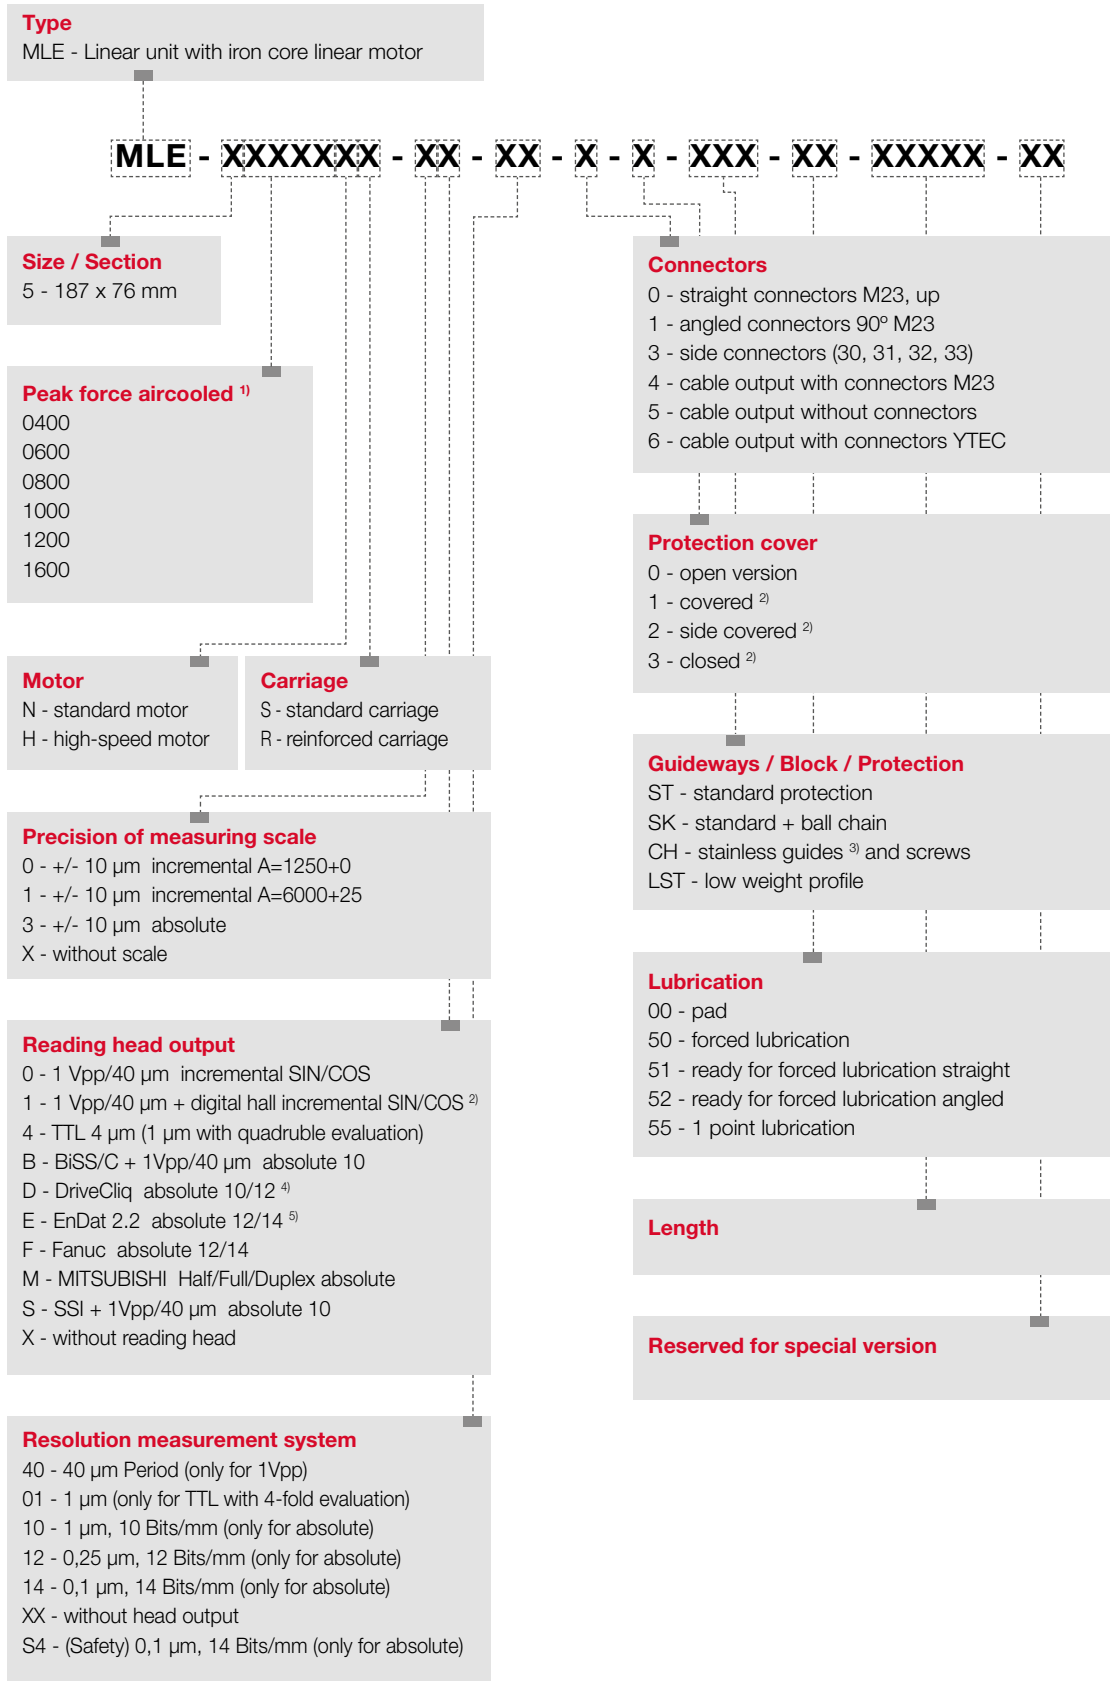 Type
MLE - Linear unit with iron core linear motor
MLE - XXXXXXX - XX - XX - X - X - XXX - XX - XXXXX - XX
Size / Section
5 - 187 x 76 mm
Peak force aircooled 1)
0400
0600
0800
1000
1200
1600
Motor
N - standard motor
H - high-speed motor
Carriage
S - standard carriage
R - reinforced carriage
Precision of measuring scale
0 - +/- 10 µm incremental A=1250+0
1 - +/- 10 µm incremental A=6000+25
3 - +/- 10 µm absolute
X - without scale
Reading head output
0 - 1 Vpp/40 µm incremental SIN/COS
1 - 1 Vpp/40 µm + digital hall incremental SIN/COS 2)
4 - TTL 4 µm (1 µm with quadruble evaluation)
B - BiSS/C + 1Vpp/40 µm absolute 10
D - DriveCliq absolute 10/12 4)
E - EnDat 2.2 absolute 12/14 5)
F - Fanuc absolute 12/14
M - MITSUBISHI Half/Full/Duplex absolute
S - SSI + 1Vpp/40 µm absolute 10
X - without reading head
Resolution measurement system
40 - 40 µm Period (only for 1Vpp)
01 - 1 µm (only for TTL with 4-fold evaluation)
10 - 1 µm, 10 Bits/mm (only for absolute)
12 - 0,25 µm, 12 Bits/mm (only for absolute)
14 - 0,1 µm, 14 Bits/mm (only for absolute)
XX - without head output
S4 - (Safety) 0,1 µm, 14 Bits/mm (only for absolute)
Connectors
0 - straight connectors M23, up
1 - angled connectors 90º M23
3 - side connectors (30, 31, 32, 33)
4 - cable output with connectors M23
5 - cable output without connectors
6 - cable output with connectors YTEC
Protection cover
0 - open version
1 - covered 2)
2 - side covered 2)
3 - closed 2)
Guideways / Block / Protection
ST - standard protection
SK - standard + ball chain
CH - stainless guides 3) and screws
LST - low weight profile
Lubrication
00 - pad
50 - forced lubrication
51 - ready for forced lubrication straight
52 - ready for forced lubrication angled
55 - 1 point lubrication
Length
Reserved for special version